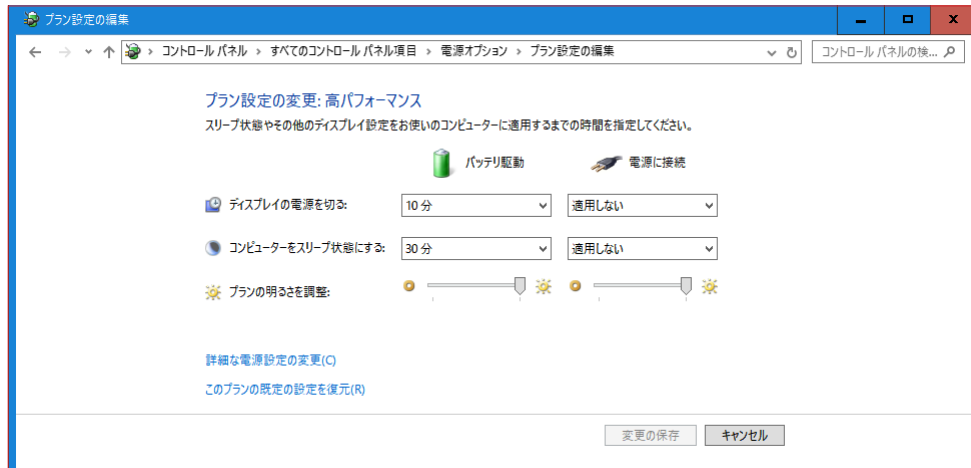 プラン設定の編集
コントロール パネル › すべてのコントロール パネル項目 › 電源オプション › プラン設定の編集
コントロール パネルの検...
プラン設定の変更: 高パフォーマンス
スリープ状態やその他のディスプレイ設定をお使いのコンピューターに適用するまでの時間を指定してください。
バッテリ駆動 電源に接続
ディスプレイの電源を切る: 10 分 適用しない
コンピューターをスリープ状態にする: 30 分 適用しない
プランの明るさを調整:
詳細な電源設定の変更(C)
このプランの既定の設定を復元(R)
変更の保存 キャンセル